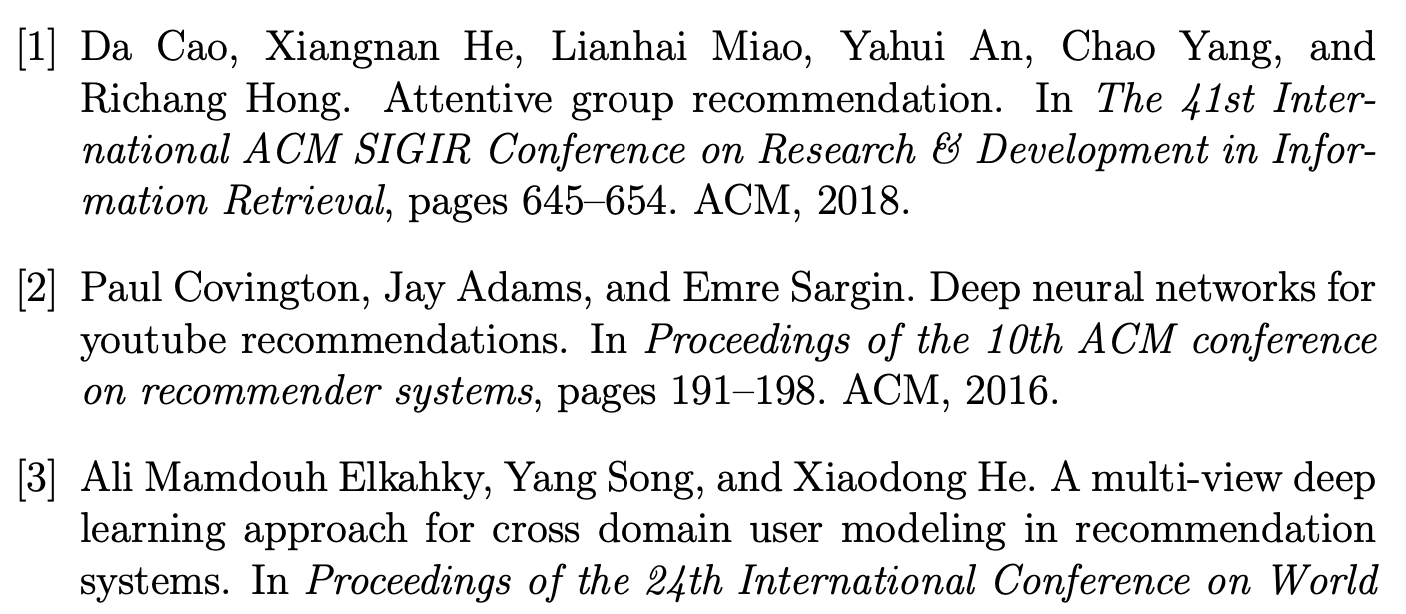 [1] Da Cao, Xiangnan He, Lianhai Miao, Yahui An, Chao Yang, and
Richang Hong. Attentive group recommendation. In The 41st Inter-
national ACM SIGIR Conference on Research & Development in Infor-
mation Retrieval, pages 645–654. ACM, 2018.
[2] Paul Covington, Jay Adams, and Emre Sargin. Deep neural networks for
youtube recommendations. In Proceedings of the 10th ACM conference
on recommender systems, pages 191–198. ACM, 2016.
[3] Ali Mamdouh Elkahky, Yang Song, and Xiaodong He. A multi-view deep
learning approach for cross domain user modeling in recommendation
systems. In Proceedings of the 24th International Conference on World